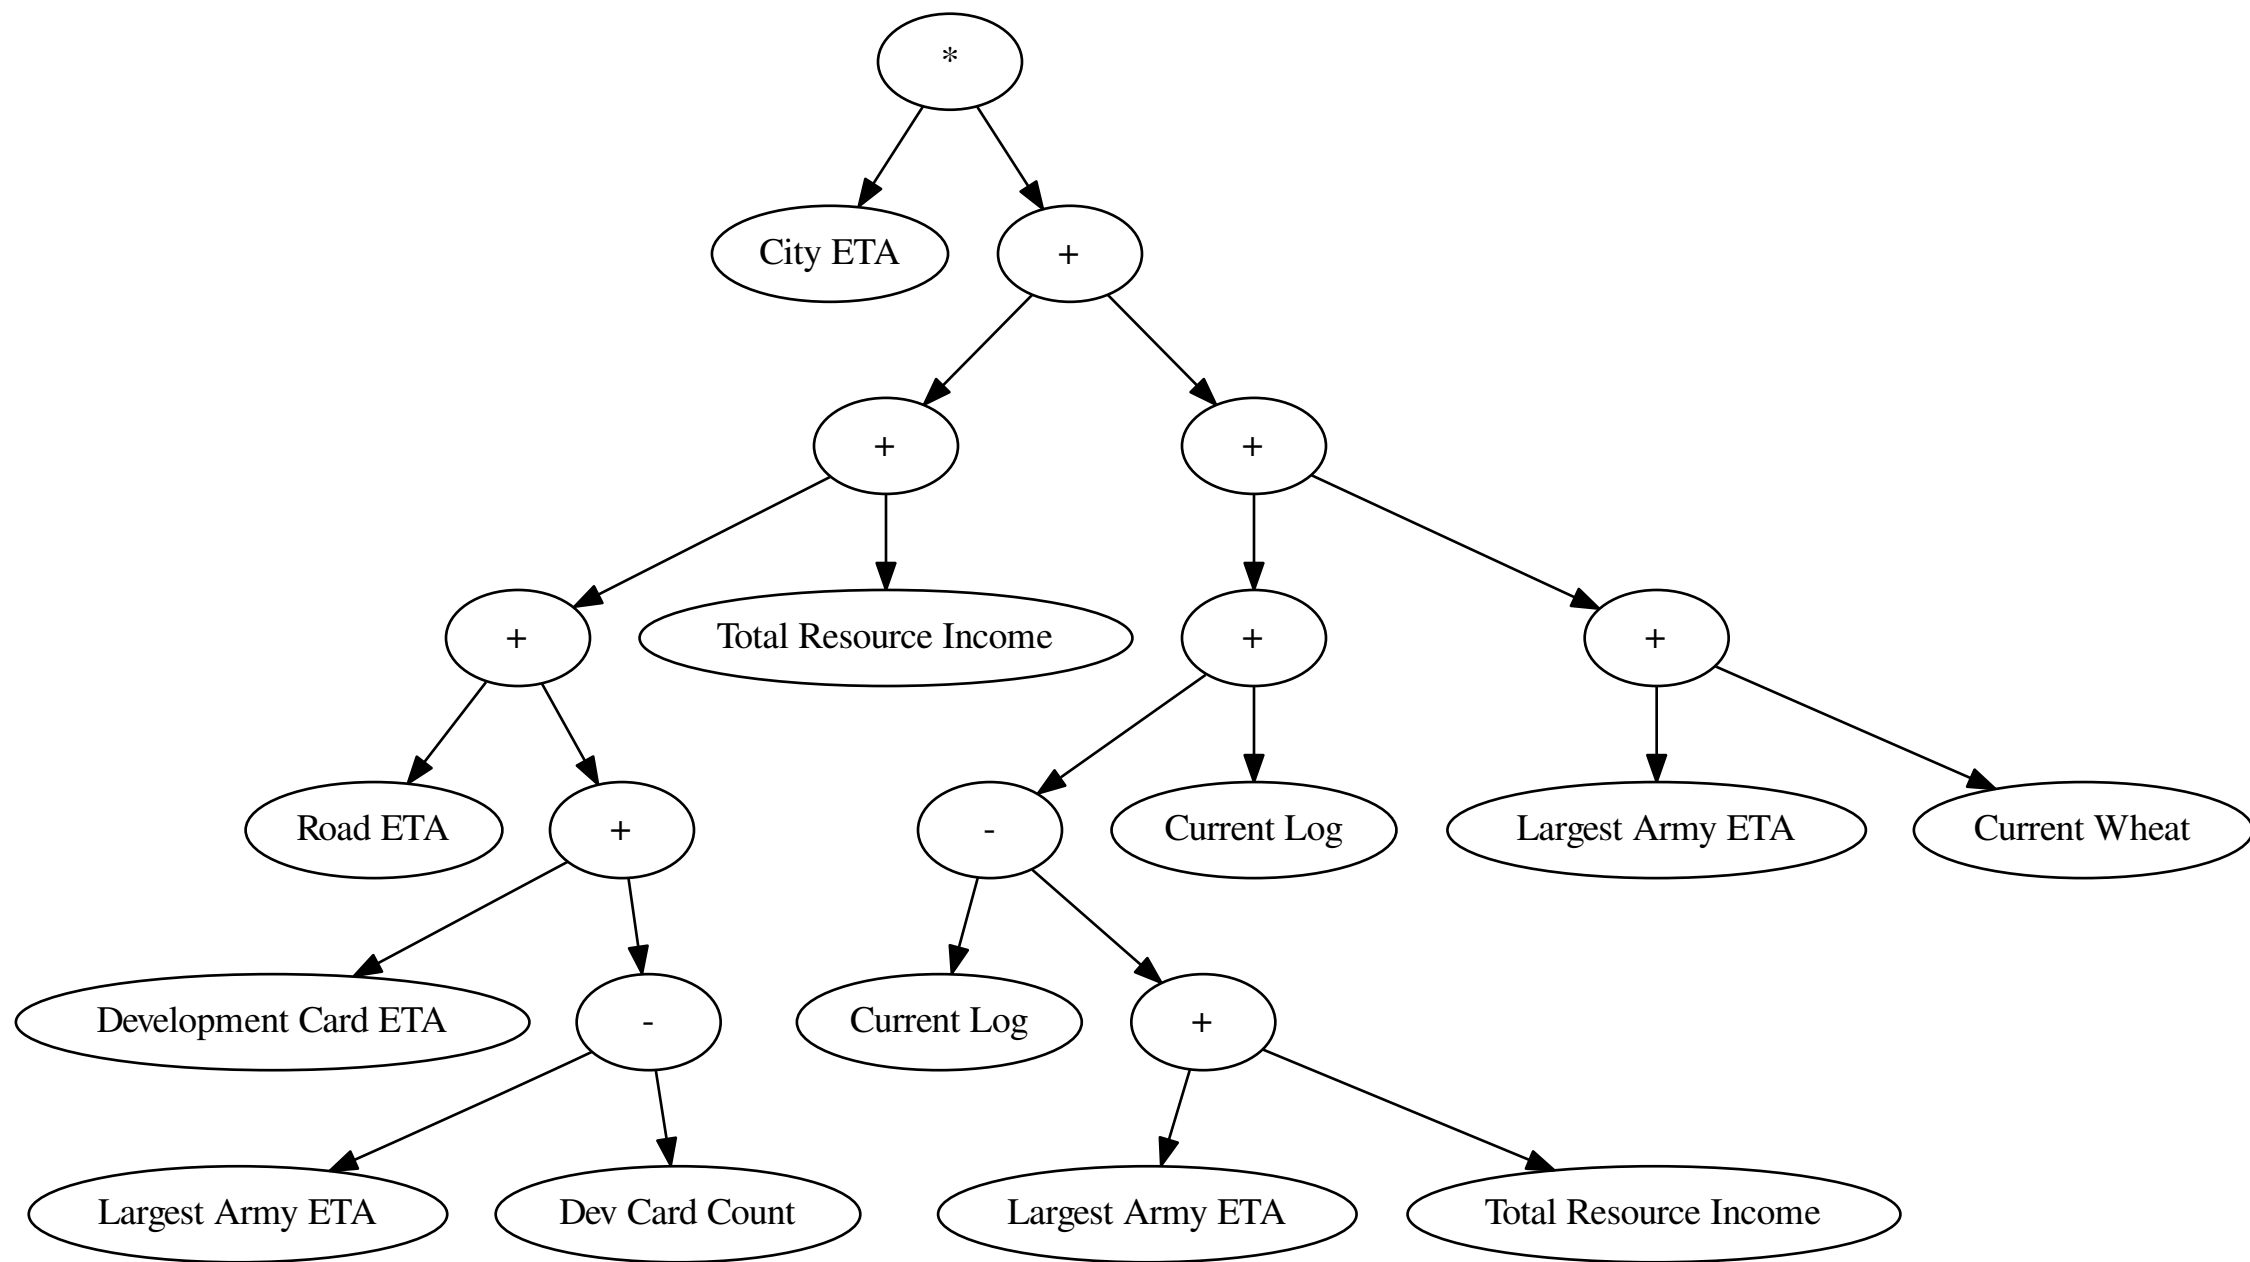 *
City ETA
+
+
+
+
Total Resource Income
+
+
Road ETA
+
-
Current Log
Largest Army ETA
Current Wheat
Development Card ETA
-
Current Log
+
Largest Army ETA
Dev Card Count
Largest Army ETA
Total Resource Income